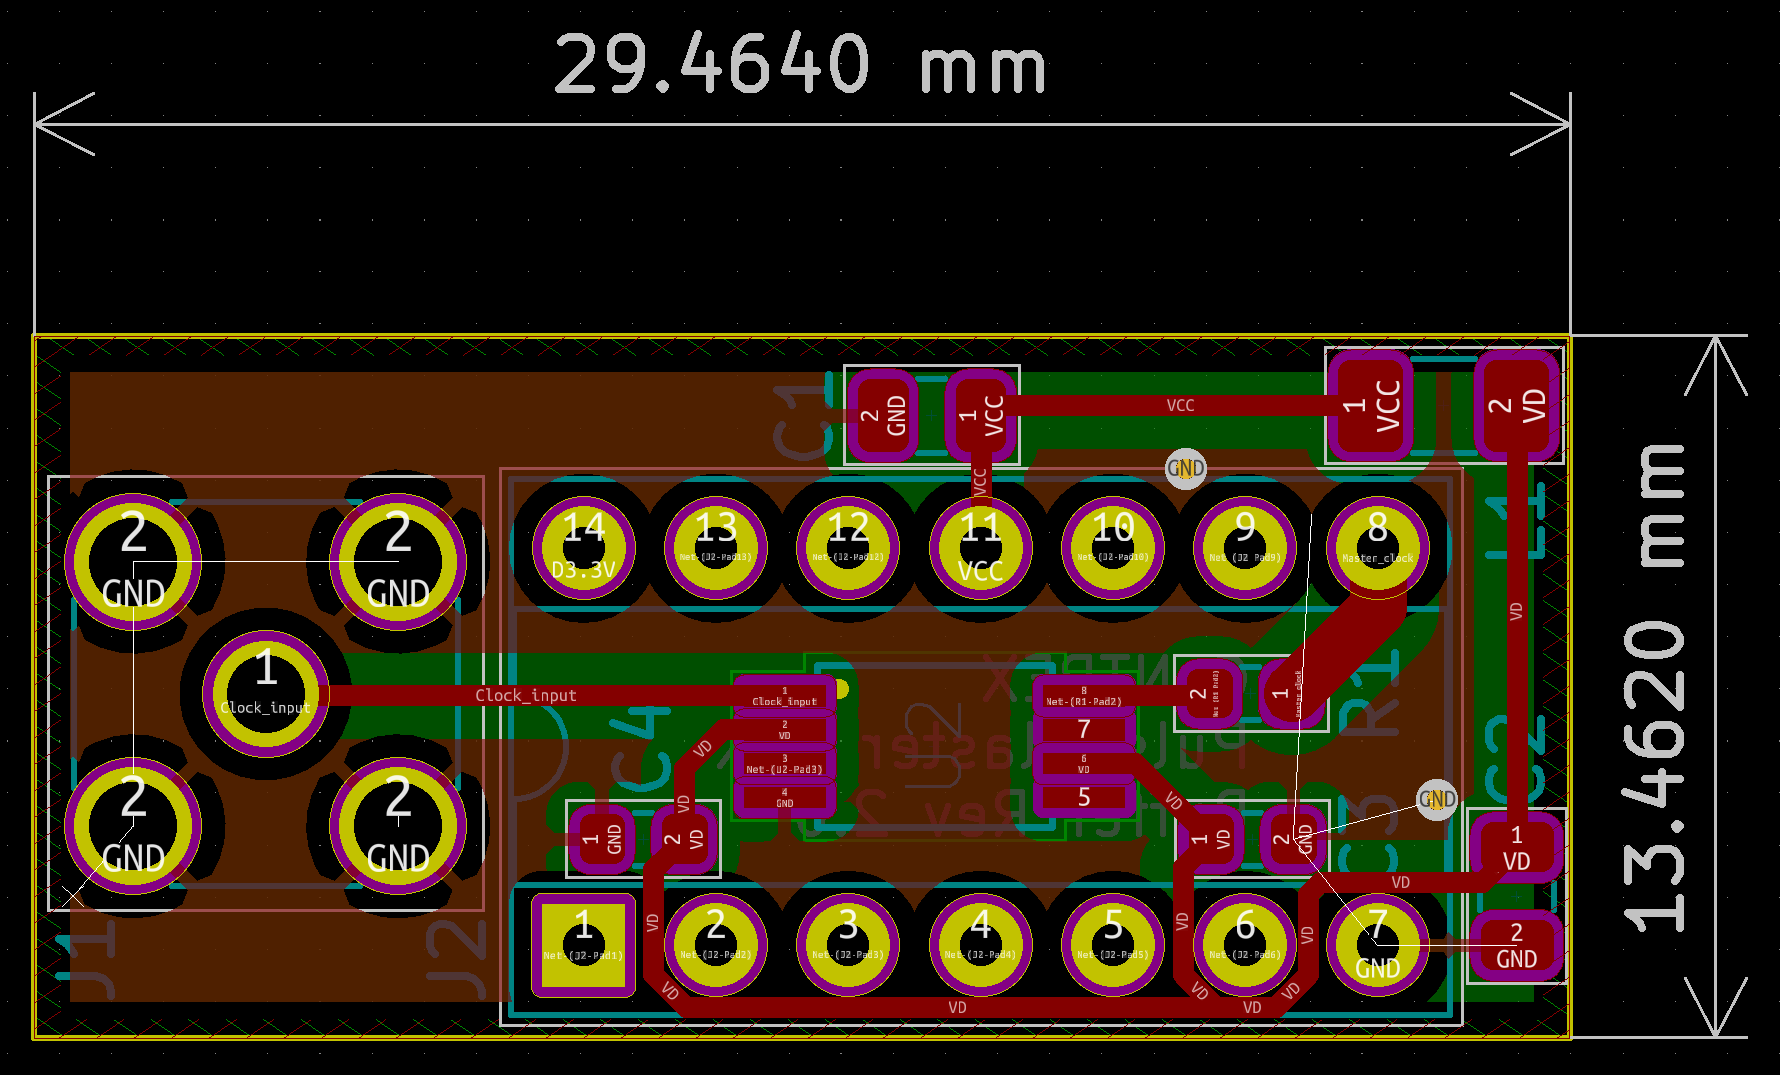 29.4640 mm
13.4620 mm
C1
2
GND
1
VCC
VCC
1
VCC
2
VD
VCC
GND
L1
2
GND
2
GND
14
D3.3V
13
Net-(J2-Pad13)
12
Net-(J2-Pad12)
11
VCC
10
Net-(J2-Pad10)
9
Net-(J2-Pad9)
8
Master_clock
VD
1
Clock_input
Clock_input
1
Clock_input
2
VD
3
Net-(U2-Pad3)
4
GND
U2
8
Net-(R1-Pad2)
7
6
VD
5
2
Net-(R1-Pad2)
1
Master_clock
R1
C4
VD
VD
VD
C2
C3
GND
2
GND
2
GND
1
GND
2
VD
1
VD
2
GND
1
VD
VD
J1
J2
1
Net-(J2-Pad1)
2
Net-(J2-Pad2)
3
Net-(J2-Pad3)
4
Net-(J2-Pad4)
5
Net-(J2-Pad5)
6
Net-(J2-Pad6)
7
GND
2
GND
VD
VD
VD
VD
VD
VD
VD
VD